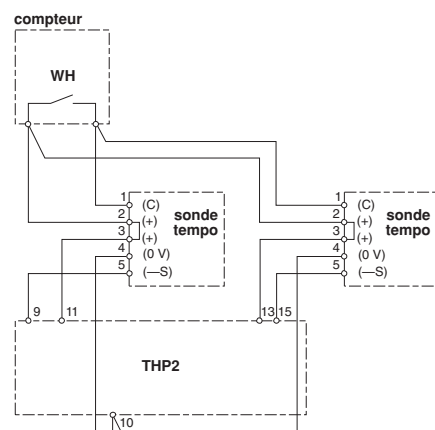 compteur
WH
1 (C)
2 (+)
3 (+)
4 (0 V)
5 (—S)
sonde
tempo
1 (C)
2 (+)
3 (+)
4 (0 V)
5 (—S)
sonde
tempo
9 11 13 15
THP2
10